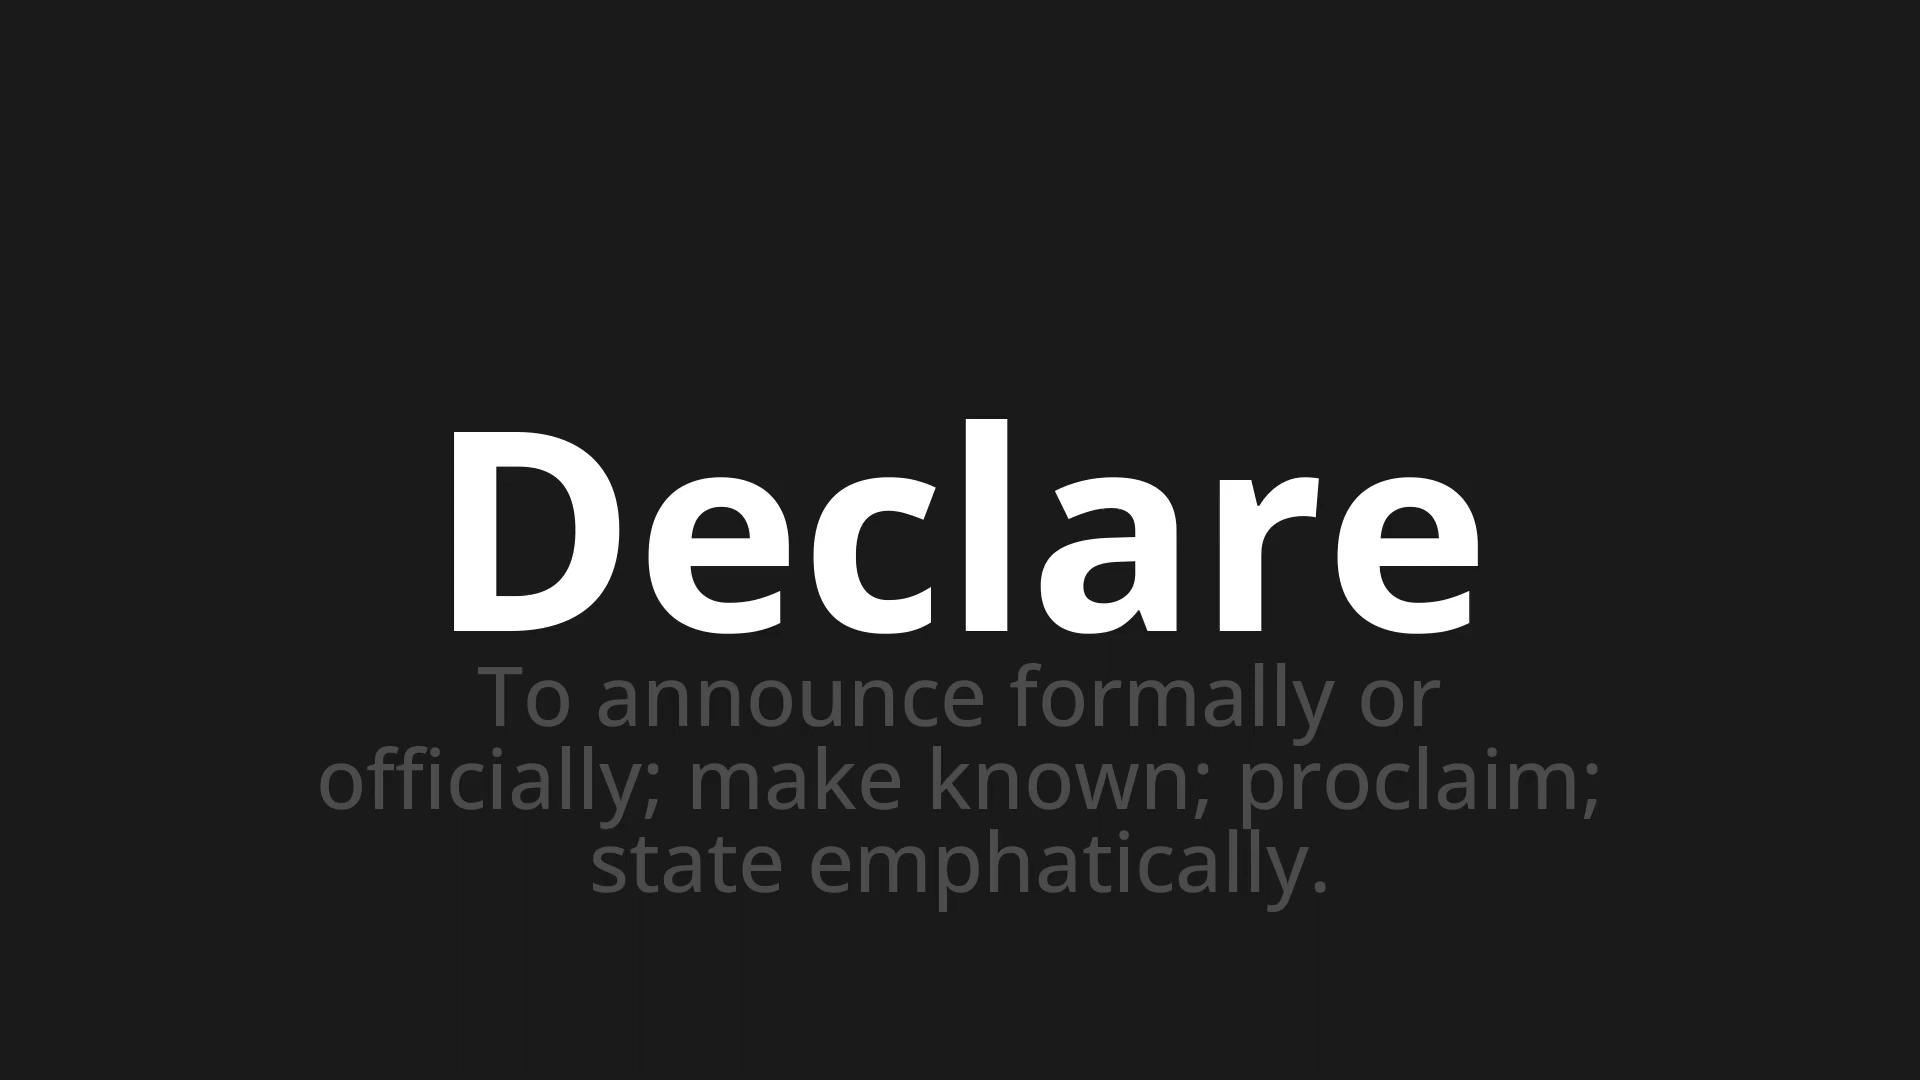 Declare
To announce formally or
officially; make known; proclaim;
state emphatically.